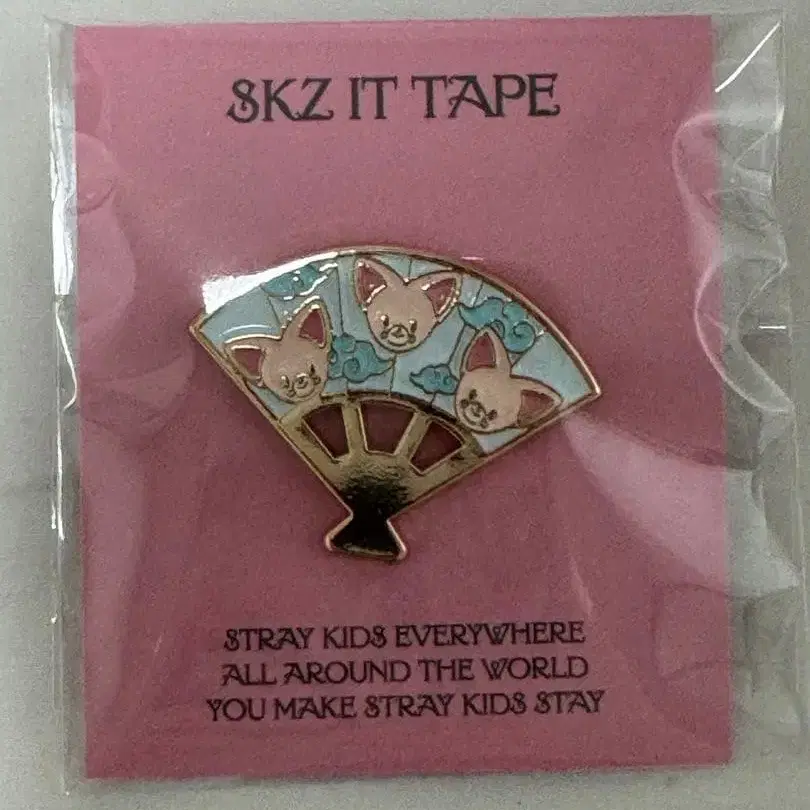 SKZ IT TAPE
STRAY KIDS EVERYWHERE
ALL AROUND THE WORLD
YOU MAKE STRAY KIDS STAY